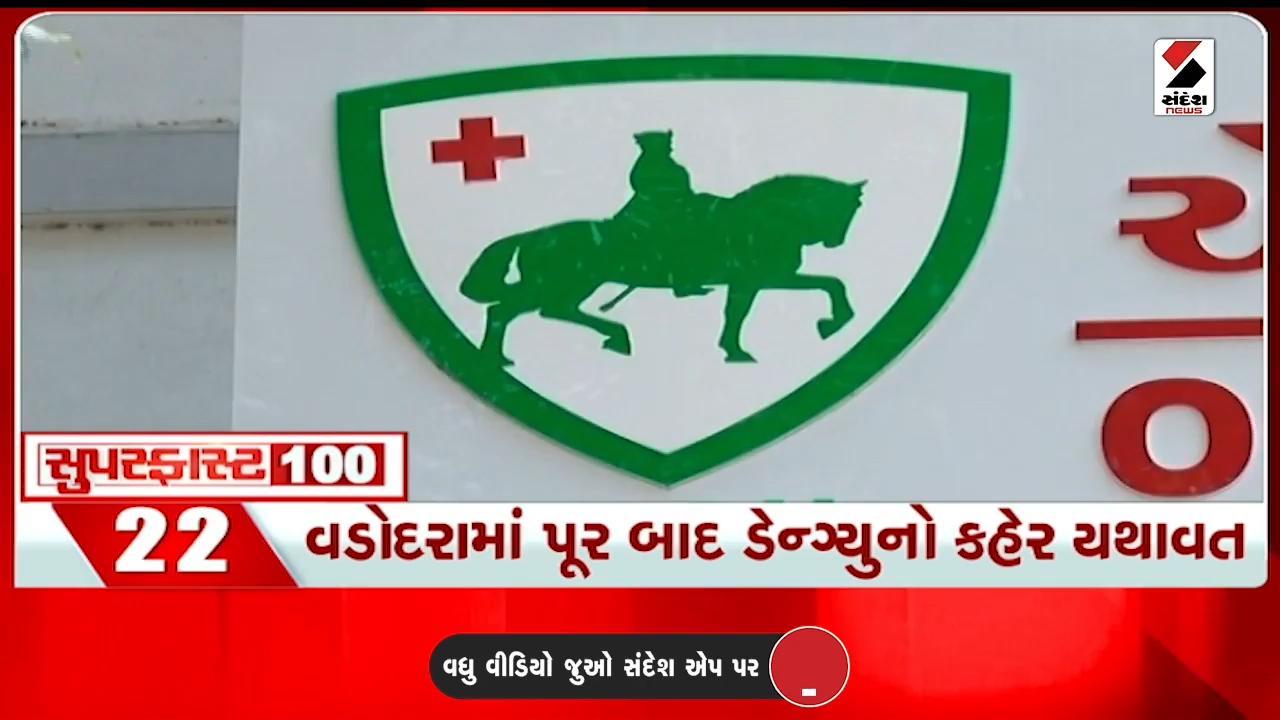 સંદેશ
NEWS
સુપરફાસ્ટ 100
22 વડોદરામાં પૂર બાદ ડેન્ગ્યુનો કહેર યથાવત
વધુ વીડિયો જુઓ સંદેશ એપ પર